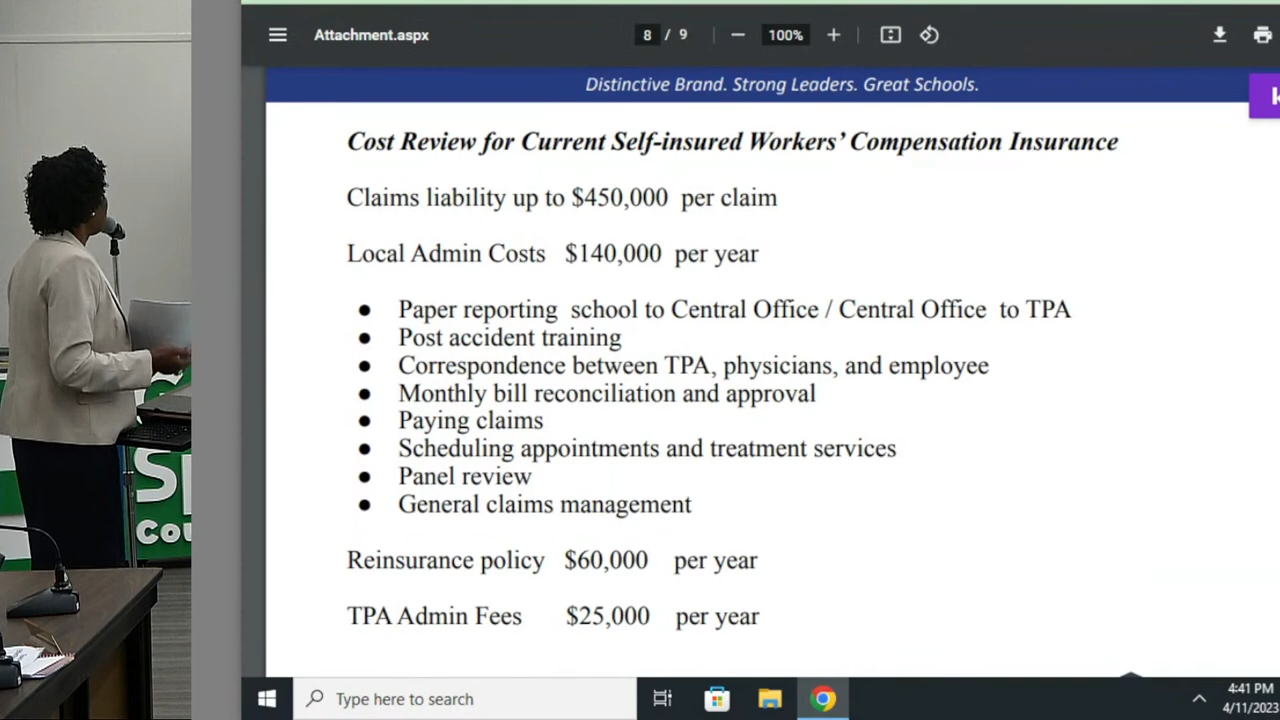 Attachment.aspx
8 / 9
100%
Distinctive Brand. Strong Leaders. Great Schools.
Cost Review for Current Self-insured Workers' Compensation Insurance
Claims liability up to $450,000 per claim
Local Admin Costs $140,000 per year
● Paper reporting school to Central Office / Central Office to TPA
● Post accident training
● Correspondence between TPA, physicians, and employee
● Monthly bill reconciliation and approval
● Paying claims
● Scheduling appointments and treatment services
● Panel review
● General claims management
Reinsurance policy $60,000 per year
TPA Admin Fees $25,000 per year
Type here to search
4:41 PM
4/11/2023